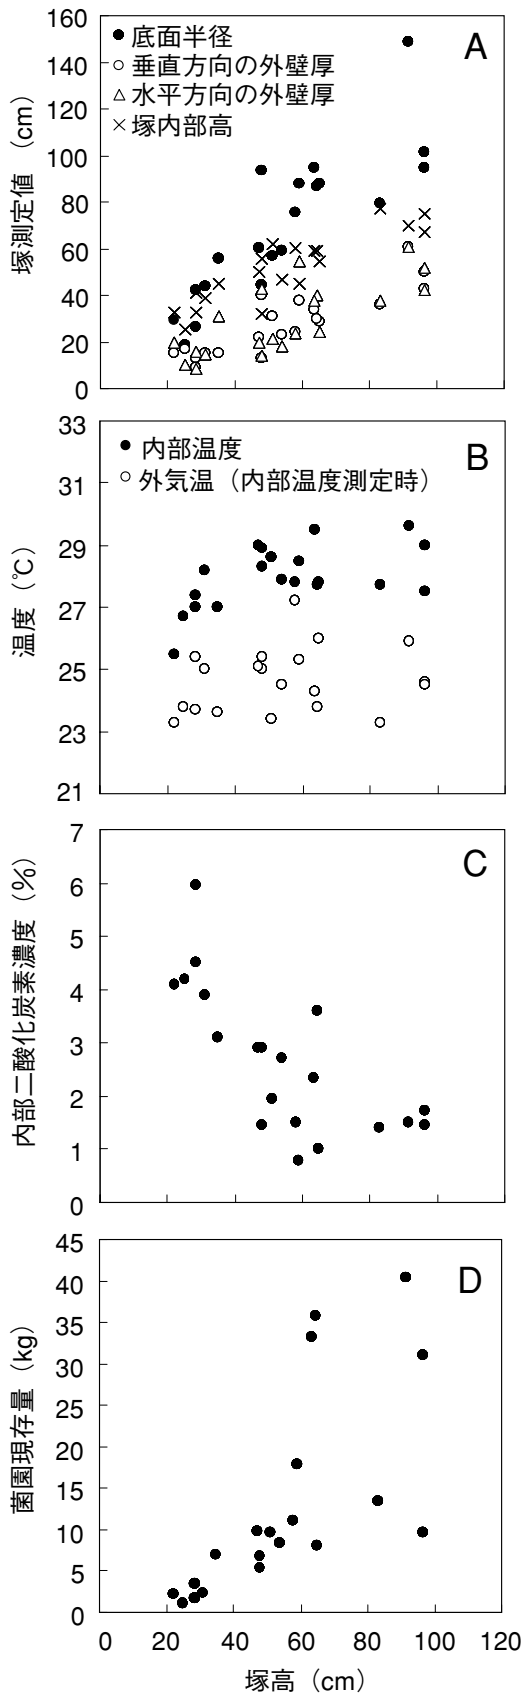 160
140
120
100
80
60
40
20
0
塚測定値 (cm)
A
● 底面半径
○ 垂直方向の外壁厚
△ 水平方向の外壁厚
× 塚内部高
33
31
29
27
25
23
21
温度 (℃)
B
● 内部温度
○ 外気温（内部温度測定時）
7
6
5
4
3
2
1
0
内部二酸化炭素濃度 (%)
C
45
40
35
30
25
20
15
10
5
0
菌園現存量 (kg)
D
0 20 40 60 80 100 120
塚高 (cm)